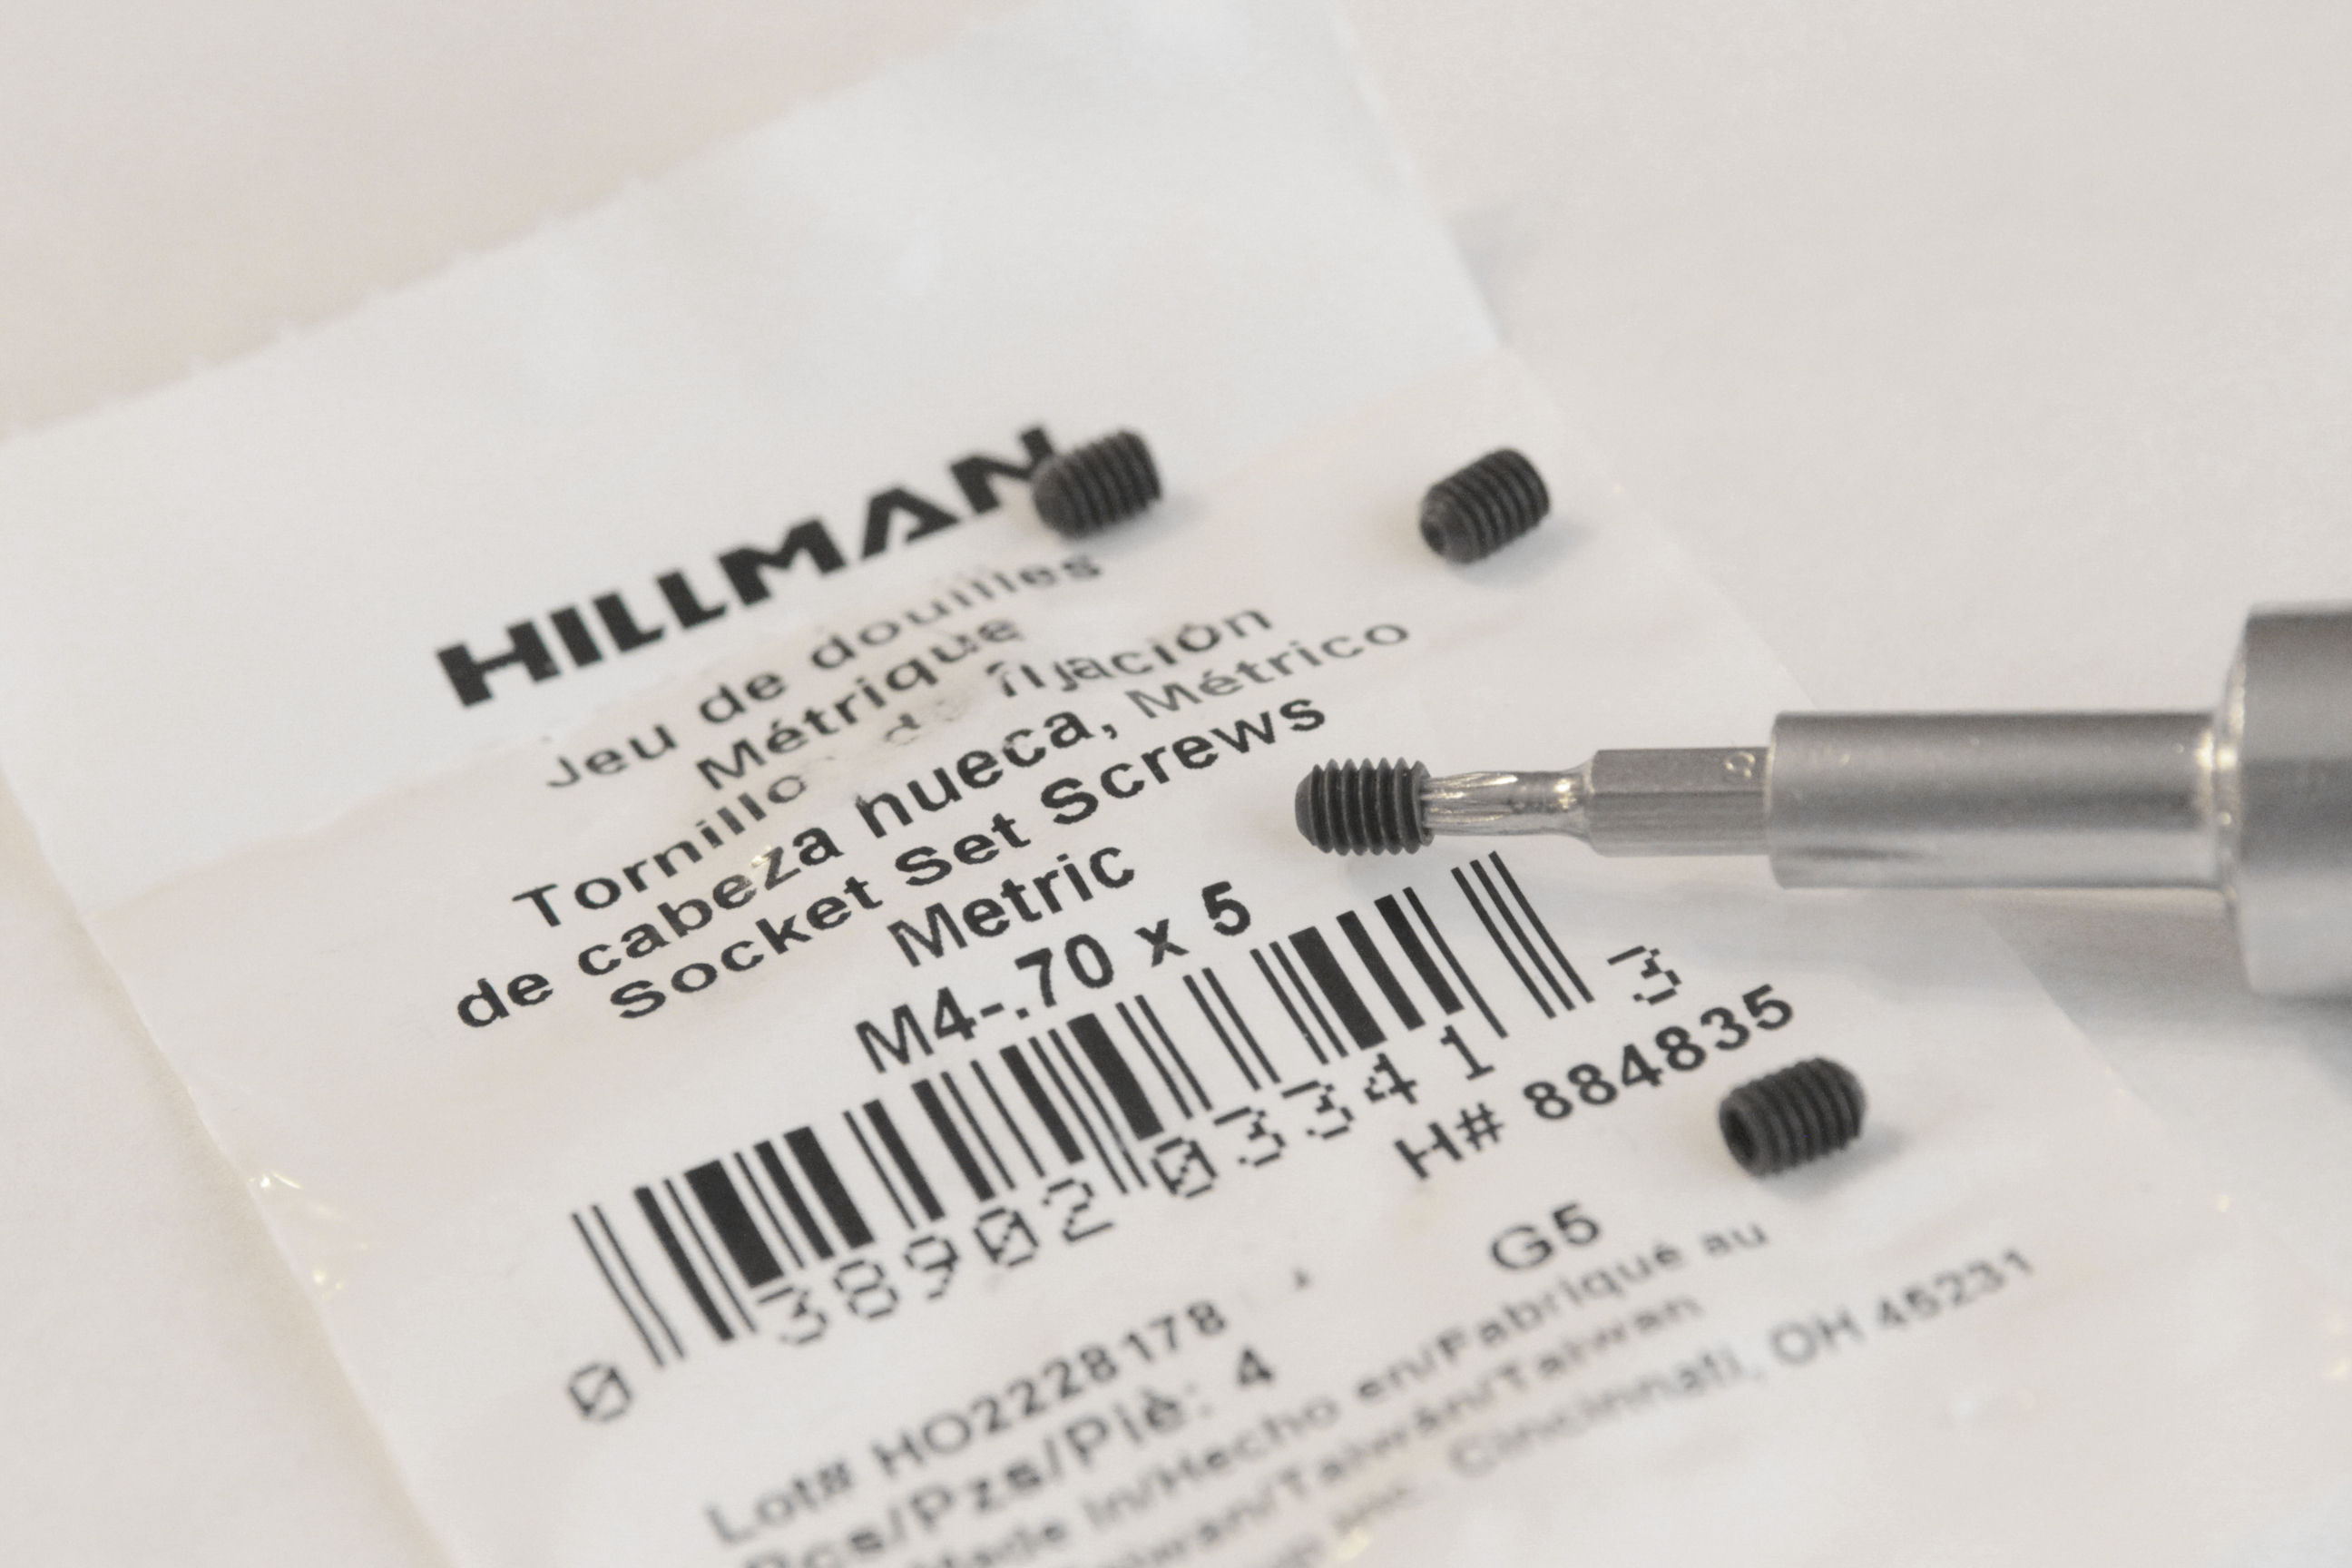 HILLMAN
Jeu de douilles
Métrique
Tornillo d fijación
de cabeza hueca, Métrico
Socket Set Screws
Metric
M4-.70 x 5
0 38902 03341 3
H# 884835
G5
Lot# HO2228178
Pcs/Pzs/Piè: 4
Made In/Hecho en/Fabriqué au
Taiwan/Taiwán/Taiwan
Inc. Cincinnati, OH 45231